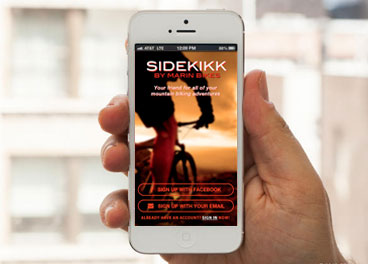 AT&T LTE 12:00 PM
SIDEKIKK
BY MARIN BIKES
Your friend for all of your
mountain biking adventures
SIGN UP WITH FACEBOOK
SIGN UP WITH YOUR EMAIL
ALREADY HAVE AN ACCOUNT? SIGN IN NOW!